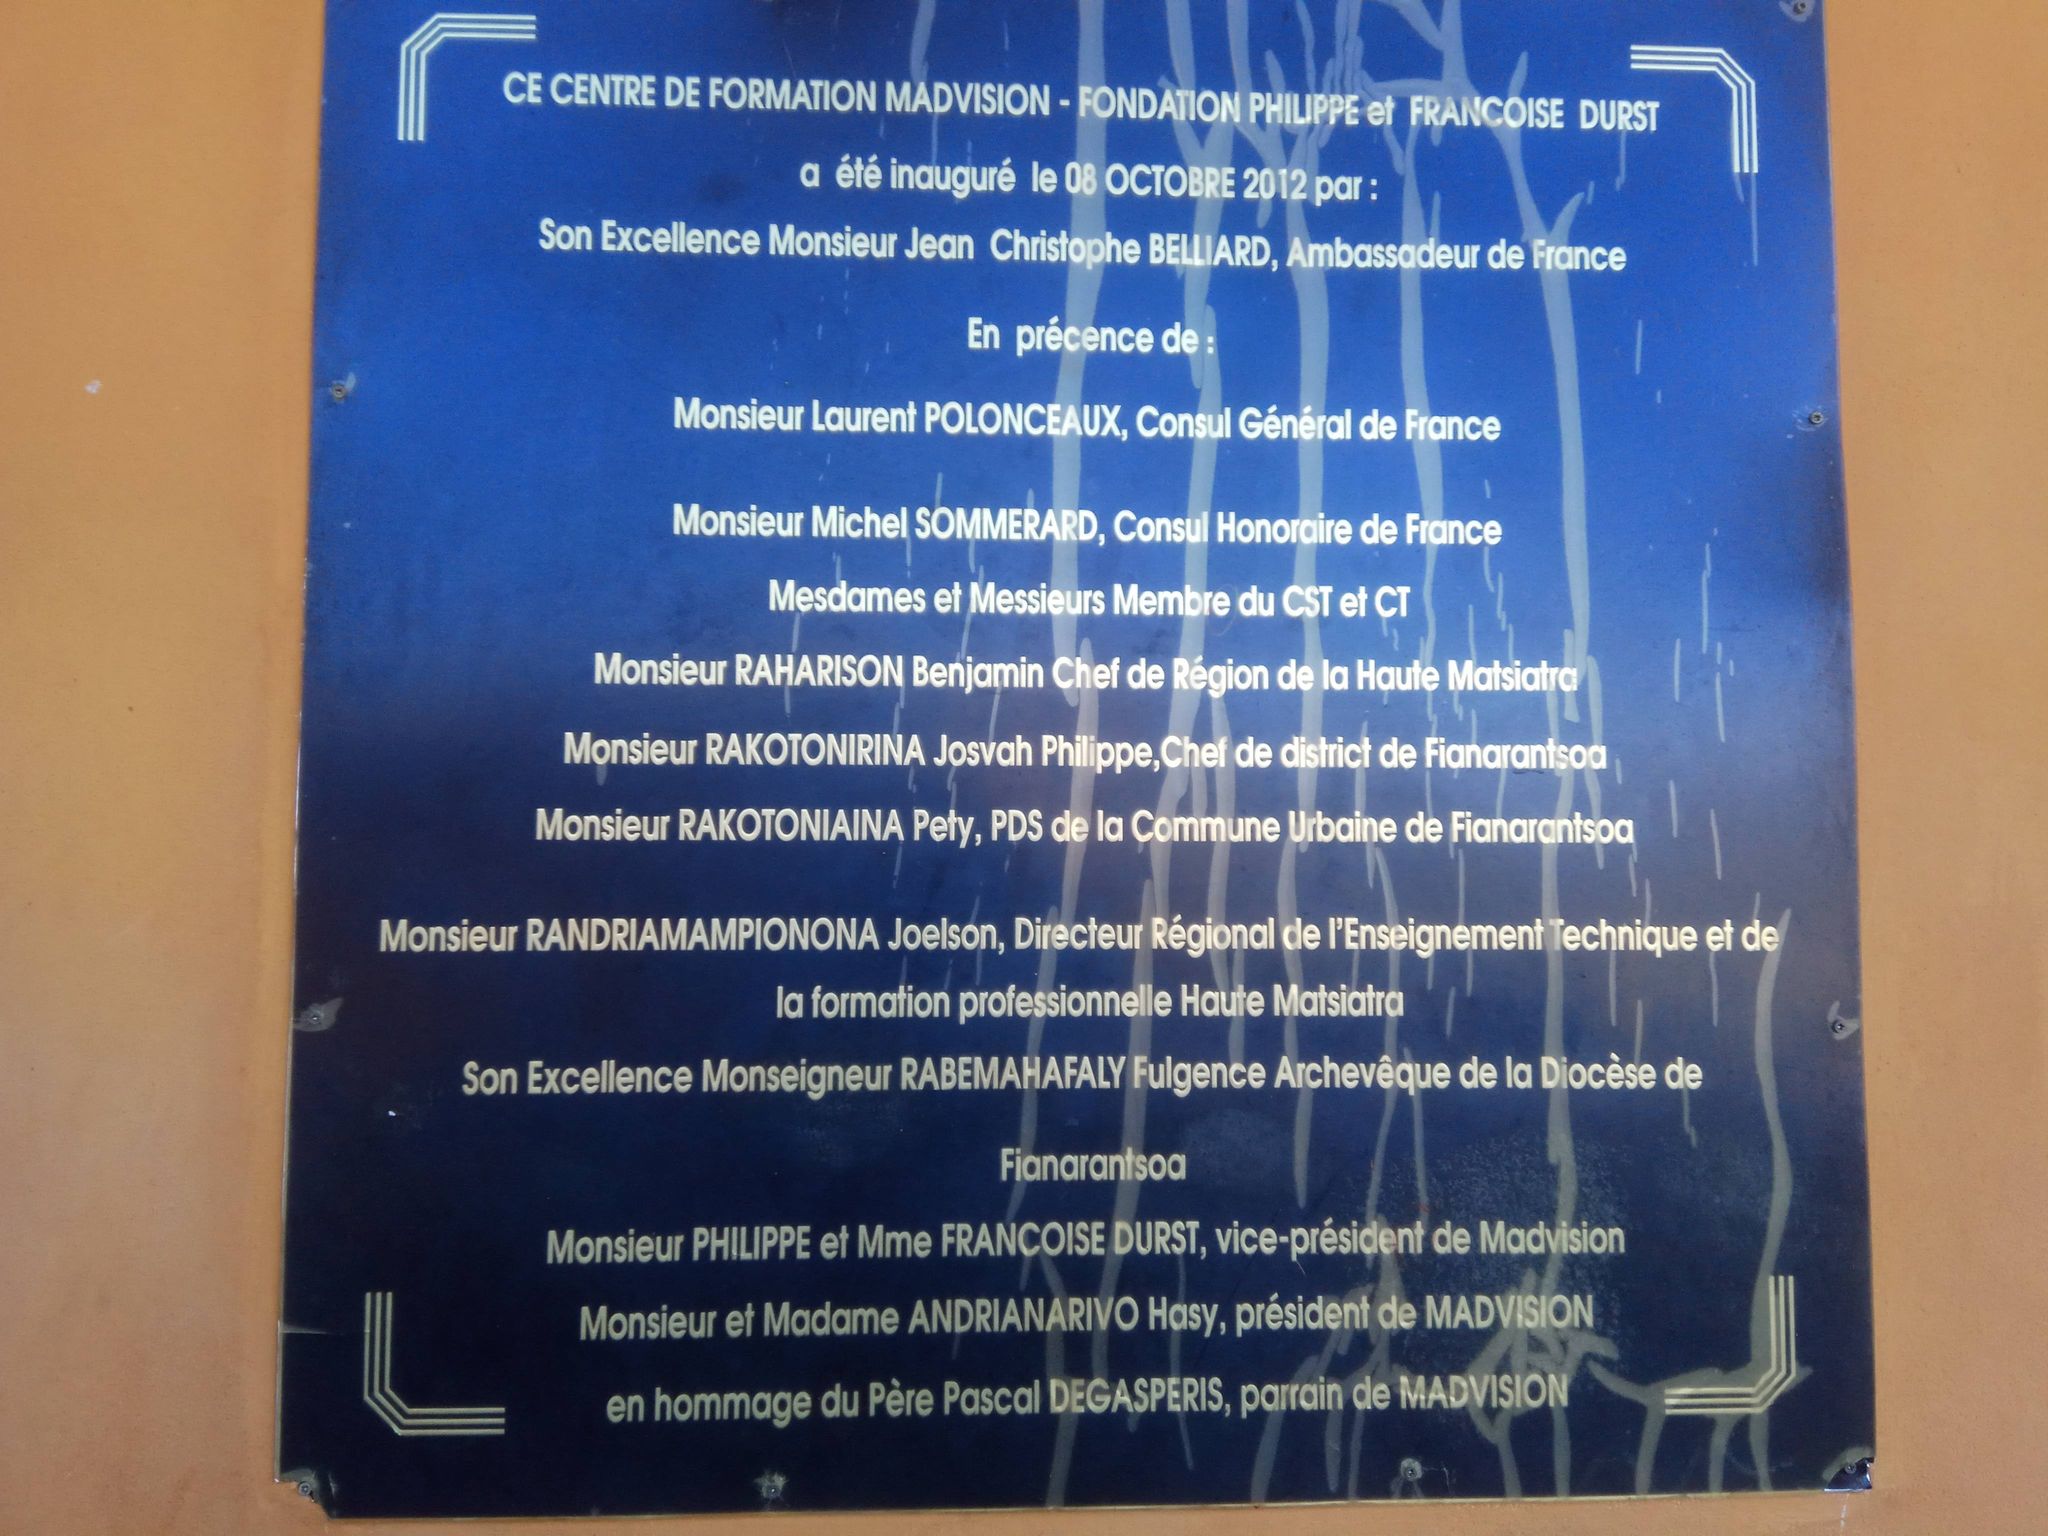 CE CENTRE DE FORMATION MADVISION - FONDATION PHILIPPE et FRANCOISE DURST
a été inauguré le 08 OCTOBRE 2012 par :
Son Excellence Monsieur Jean Christophe BELLIARD, Ambassadeur de France
En précence de :
Monsieur Laurent POLONCEAUX, Consul Général de France
Monsieur Michel SOMMERARD, Consul Honoraire de France
Mesdames et Messieurs Membre du CST et CT
Monsieur RAHARISON Benjamin Chef de Région de la Haute Matsiatra
Monsieur RAKOTONIRINA Josvah Philippe,Chef de district de Fianarantsoa
Monsieur RAKOTONIAINA Pety, PDS de la Commune Urbaine de Fianarantsoa
Monsieur RANDRIAMAMPIONONA Joelson, Directeur Régional de l'Enseignement Technique et de
la formation professionnelle Haute Matsiatra
Son Excellence Monseigneur RABEMAHAFALY Fulgence Archevêque de la Diocèse de
Fianarantsoa
Monsieur PHILIPPE et Mme FRANCOISE DURST, vice-président de Madvision
Monsieur et Madame ANDRIANARIVO Hasy, président de MADVISION
en hommage du Père Pascal DEGASPERIS, parrain de MADVISION